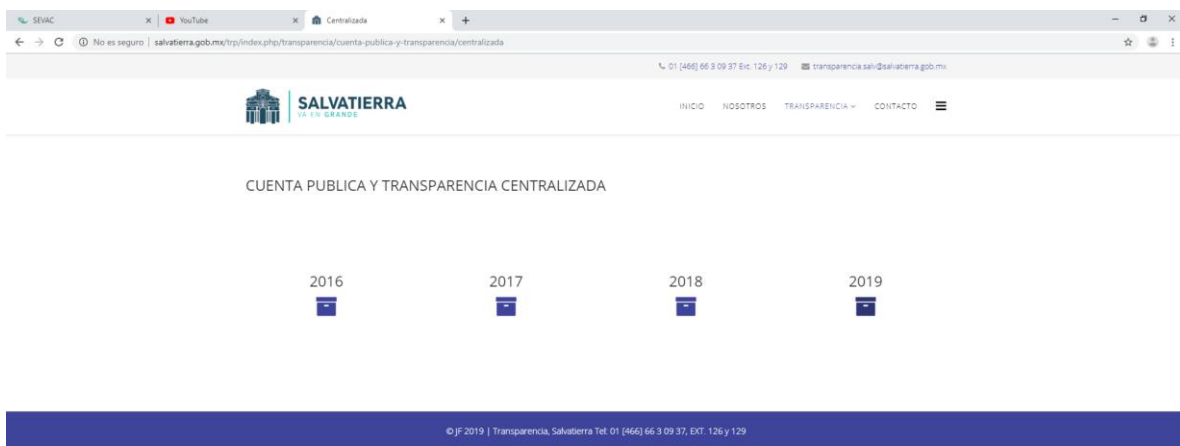 SEVAC
YouTube
Centralizada
No es seguro | salvatierra.gob.mx/trp/index.php/transparencia/cuenta-publica-y-transparencia/centralizada
01 [466] 66 3 09 37 Ext. 126 y 129 transparencia.salv@salvatierra.gob.mx
SALVATIERRA
VA EN GRANDE
INICIO NOSOTROS TRANSPARENCIA CONTACTO
CUENTA PUBLICA Y TRANSPARENCIA CENTRALIZADA
2016 2017 2018 2019
© JF 2019 | Transparencia, Salvatierra Tel: 01 [466] 66 3 09 37, EXT. 126 y 129